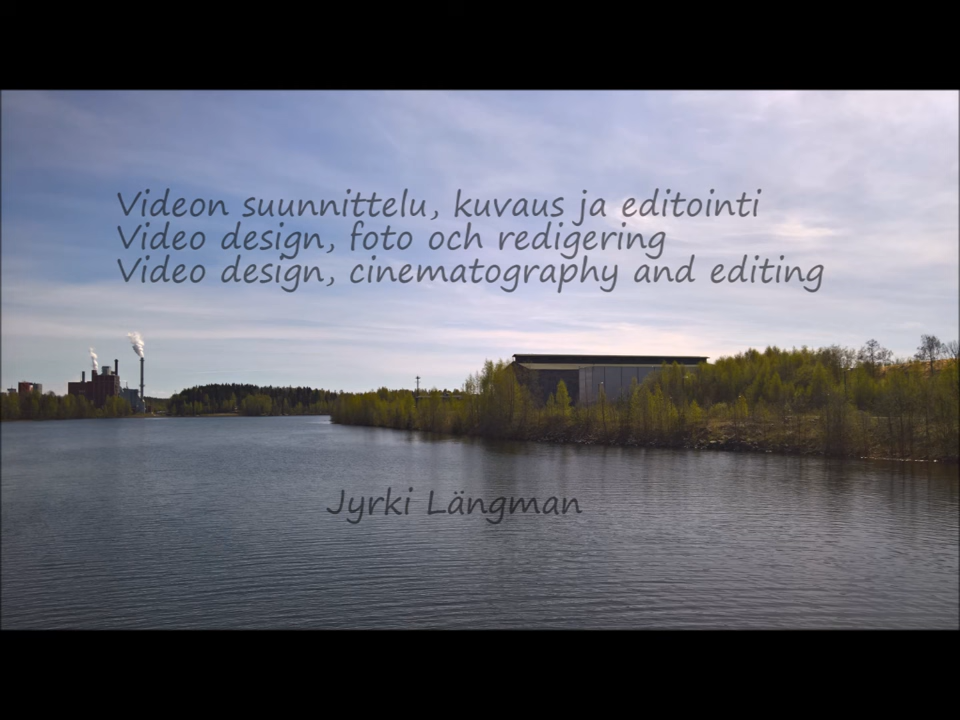 Videon suunnittelu, kuvaus ja editointi
Video design, foto och redigering
Video design, cinematography and editing
Jyrki Längman